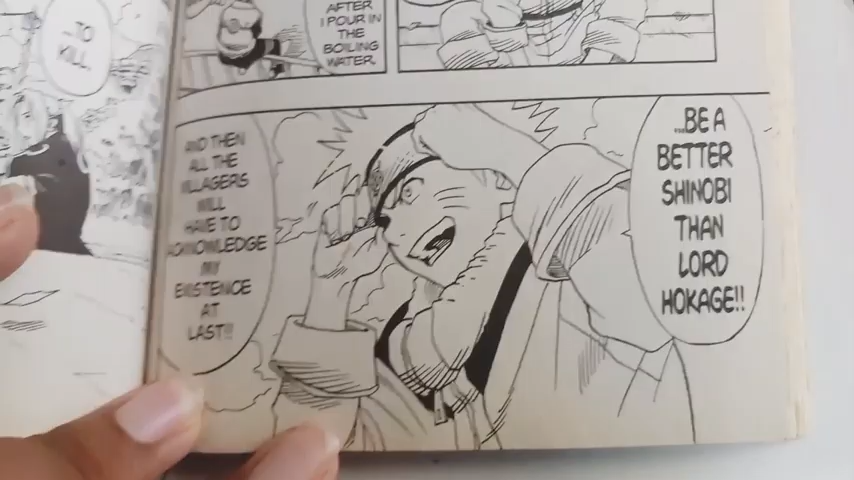 AFTER
I POUR IN
THE
BOILING
WATER.
...BE A
BETTER
SHINOBI
THAN
LORD
HOKAGE!!
AND THEN
ALL THE
VILLAGERS
WILL
HAVE TO
ACKNOWLEDGE
MY
EXISTENCE
AT
LAST!!
...TO
KILL